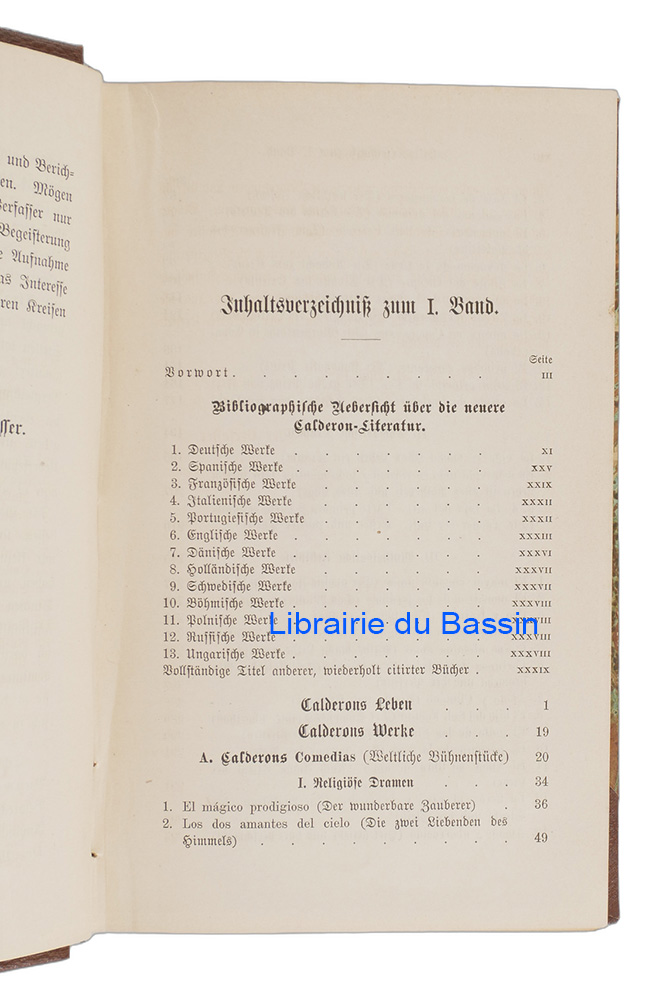 und Berich-
en. Mögen
Verfasser nur
Begeisterung
e Aufnahme
as Interesse
ren Kreisen
sser.
Inhaltsverzeichniß zum I. Band.
Seite
Vorwort . . . . . . . . III
Bibliographische Uebersicht über die neuere
Calderon-Literatur.
1. Deutsche Werke . . . . . . XI
2. Spanische Werke . . . . . . XXV
3. Französische Werke . . . . . XXIX
4. Italienische Werke . . . . . XXXII
5. Portugiesische Werke . . . . . XXXII
6. Englische Werke . . . . . . XXXIII
7. Dänische Werke . . . . . . XXXVI
8. Holländische Werke . . . . . XXXVII
9. Schwedische Werke . . . . . . XXXVII
10. Böhmische Werke . . . . . . XXXVIII
11. Polnische Werke . . . . . . XXXVIII
Librairie du Bassin
12. Russische Werke . . . . . . XXXVIII
13. Ungarische Werke . . . . . . XXXVIII
Vollständige Titel anderer, wiederholt citirter Bücher . XXXIX
Calderons Leben . . . 1
Calderons Werke . . . 19
A. Calderons Comedias (Weltliche Bühnenstücke) 20
I. Religiöse Dramen . . . 34
1. El mágico prodigioso (Der wunderbare Zauberer) . 36
2. Los dos amantes del cielo (Die zwei Liebenden des
Himmels) . . . . . . . . 49